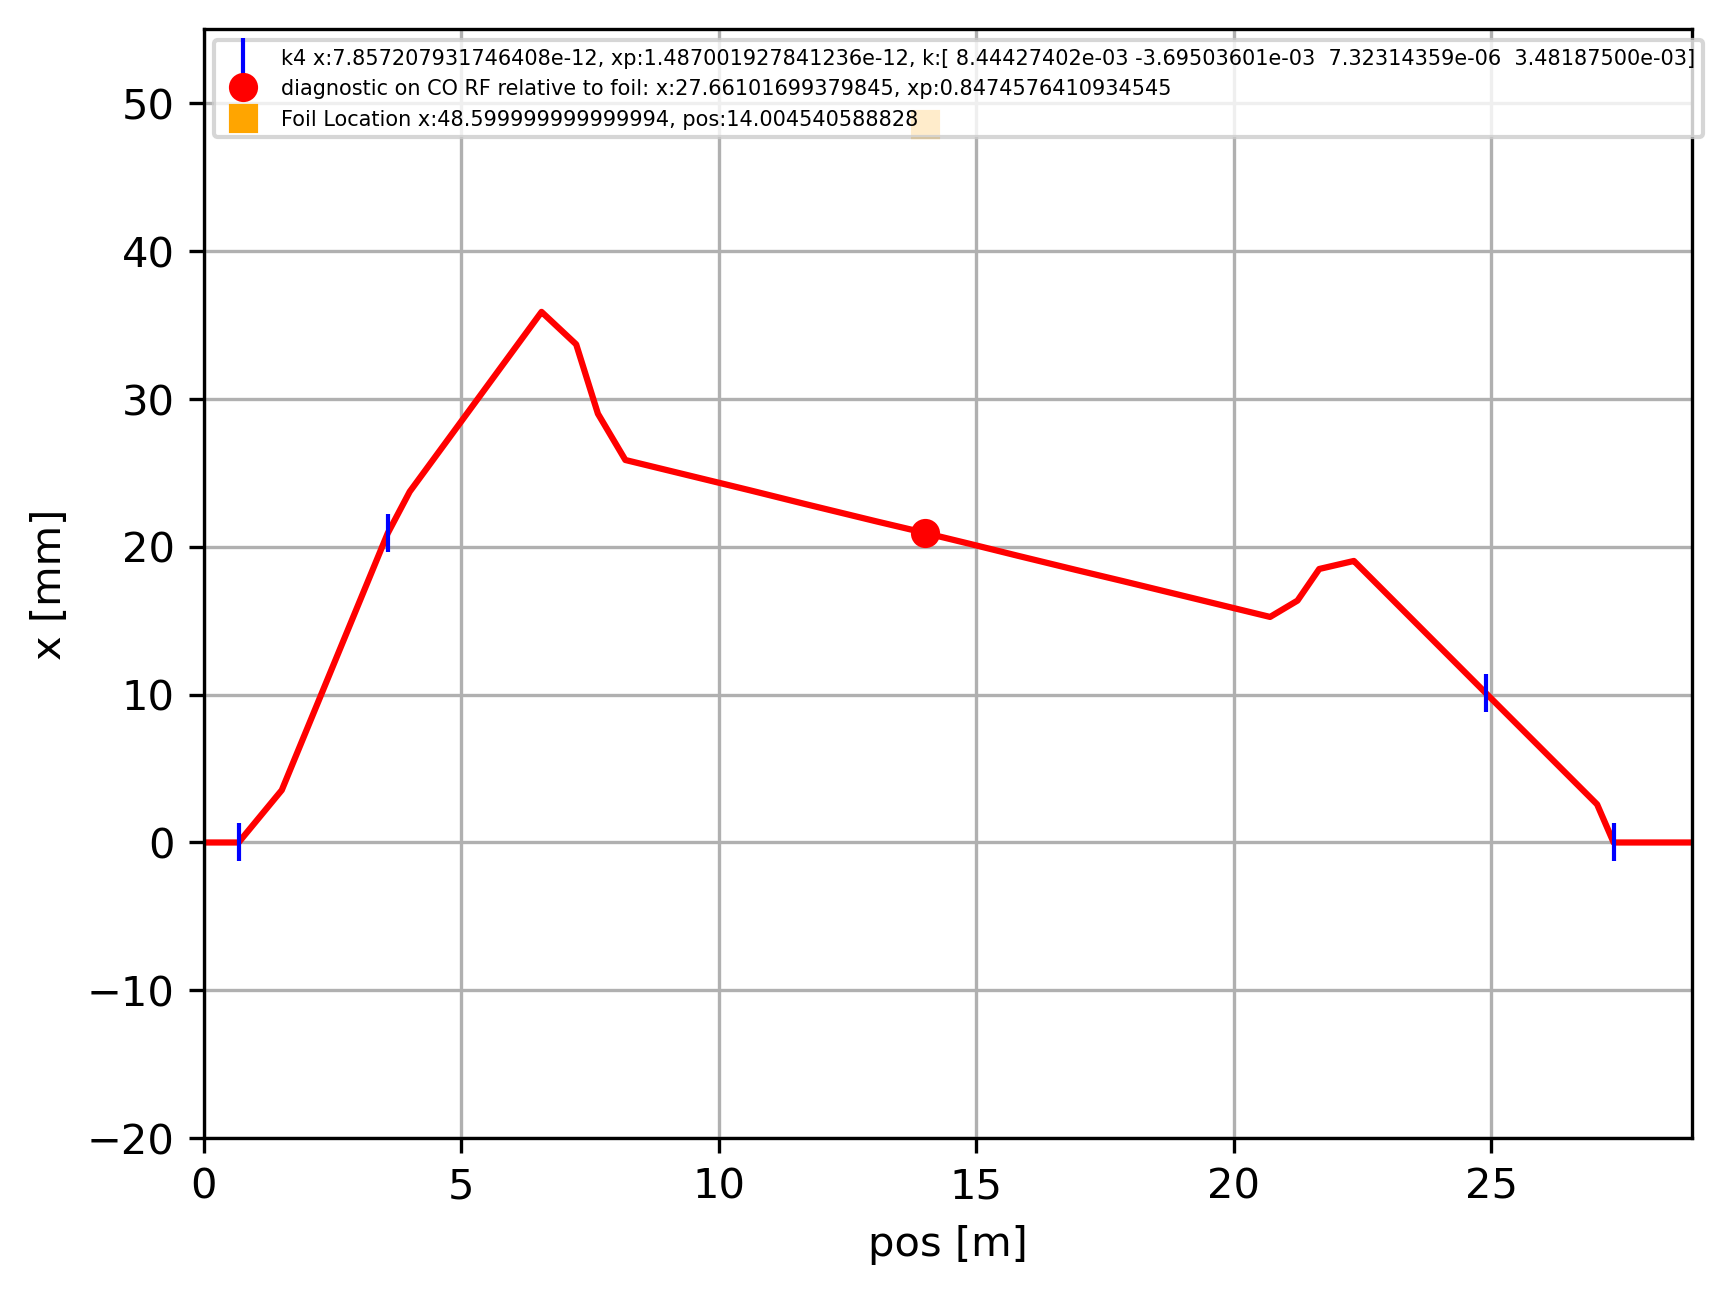 k4 x:7.857207931746408e-12, xp:1.487001927841236e-12, k:[ 8.44427402e-03 -3.69503601e-03  7.32314359e-06  3.48187500e-03]
diagnostic on CO RF relative to foil: x:27.66101699379845, xp:0.8474576410934545
Foil Location x:48.599999999999994, pos:14.004540588828
50
40
30
20
10
0
−10
−20
x [mm]
0 5 10 15 20 25
pos [m]